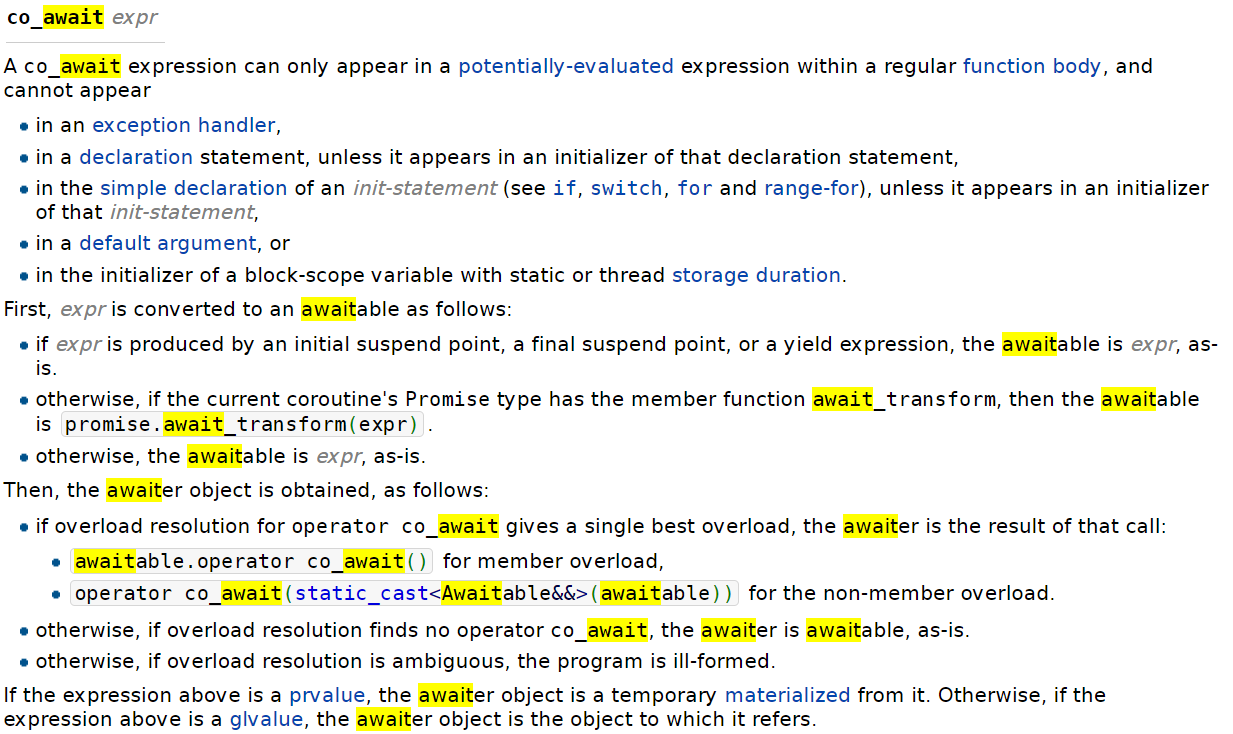 co_await expr
A co_await expression can only appear in a potentially-evaluated expression within a regular function body, and
cannot appear
in an exception handler,
in a declaration statement, unless it appears in an initializer of that declaration statement,
in the simple declaration of an init-statement (see if, switch, for and range-for), unless it appears in an initializer
of that init-statement,
in a default argument, or
in the initializer of a block-scope variable with static or thread storage duration.
First, expr is converted to an awaitable as follows:
if expr is produced by an initial suspend point, a final suspend point, or a yield expression, the awaitable is expr, as-
is.
otherwise, if the current coroutine's Promise type has the member function await_transform, then the awaitable
is promise.await_transform(expr).
otherwise, the awaitable is expr, as-is.
Then, the awaiter object is obtained, as follows:
if overload resolution for operator co_await gives a single best overload, the awaiter is the result of that call:
awaitable.operator co_await() for member overload,
operator co_await(static_cast<Awaitable&&>(awaitable)) for the non-member overload.
otherwise, if overload resolution finds no operator co_await, the awaiter is awaitable, as-is.
otherwise, if overload resolution is ambiguous, the program is ill-formed.
If the expression above is a prvalue, the awaiter object is a temporary materialized from it. Otherwise, if the
expression above is a glvalue, the awaiter object is the object to which it refers.